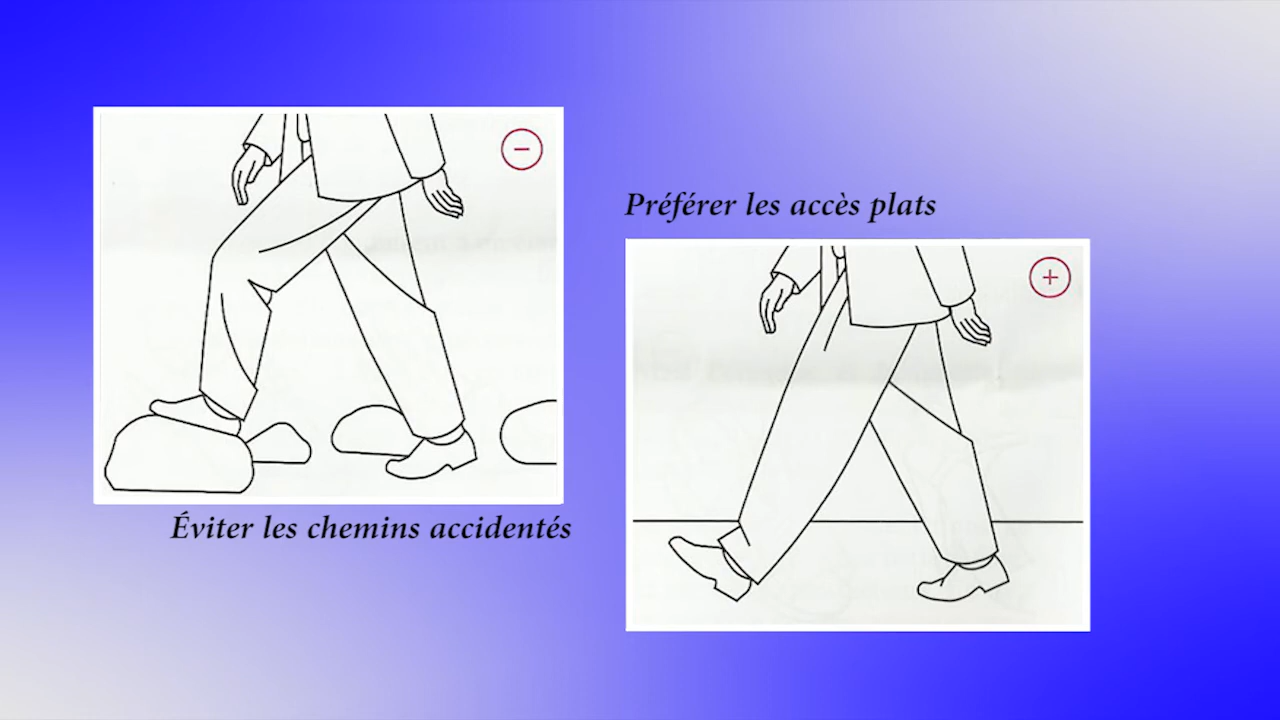 −
Éviter les chemins accidentés
Préférer les accès plats
+